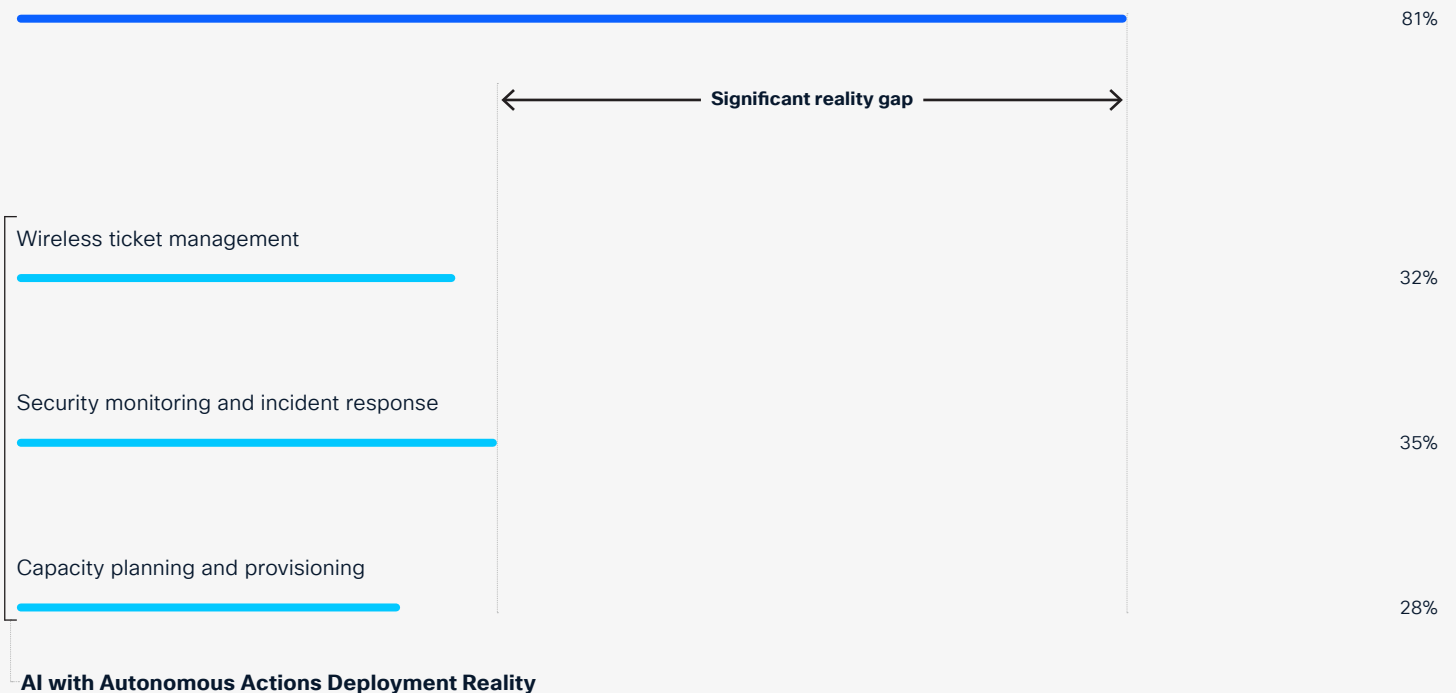 81%
Significant reality gap
Wireless ticket management
32%
Security monitoring and incident response
35%
Capacity planning and provisioning
28%
AI with Autonomous Actions Deployment Reality